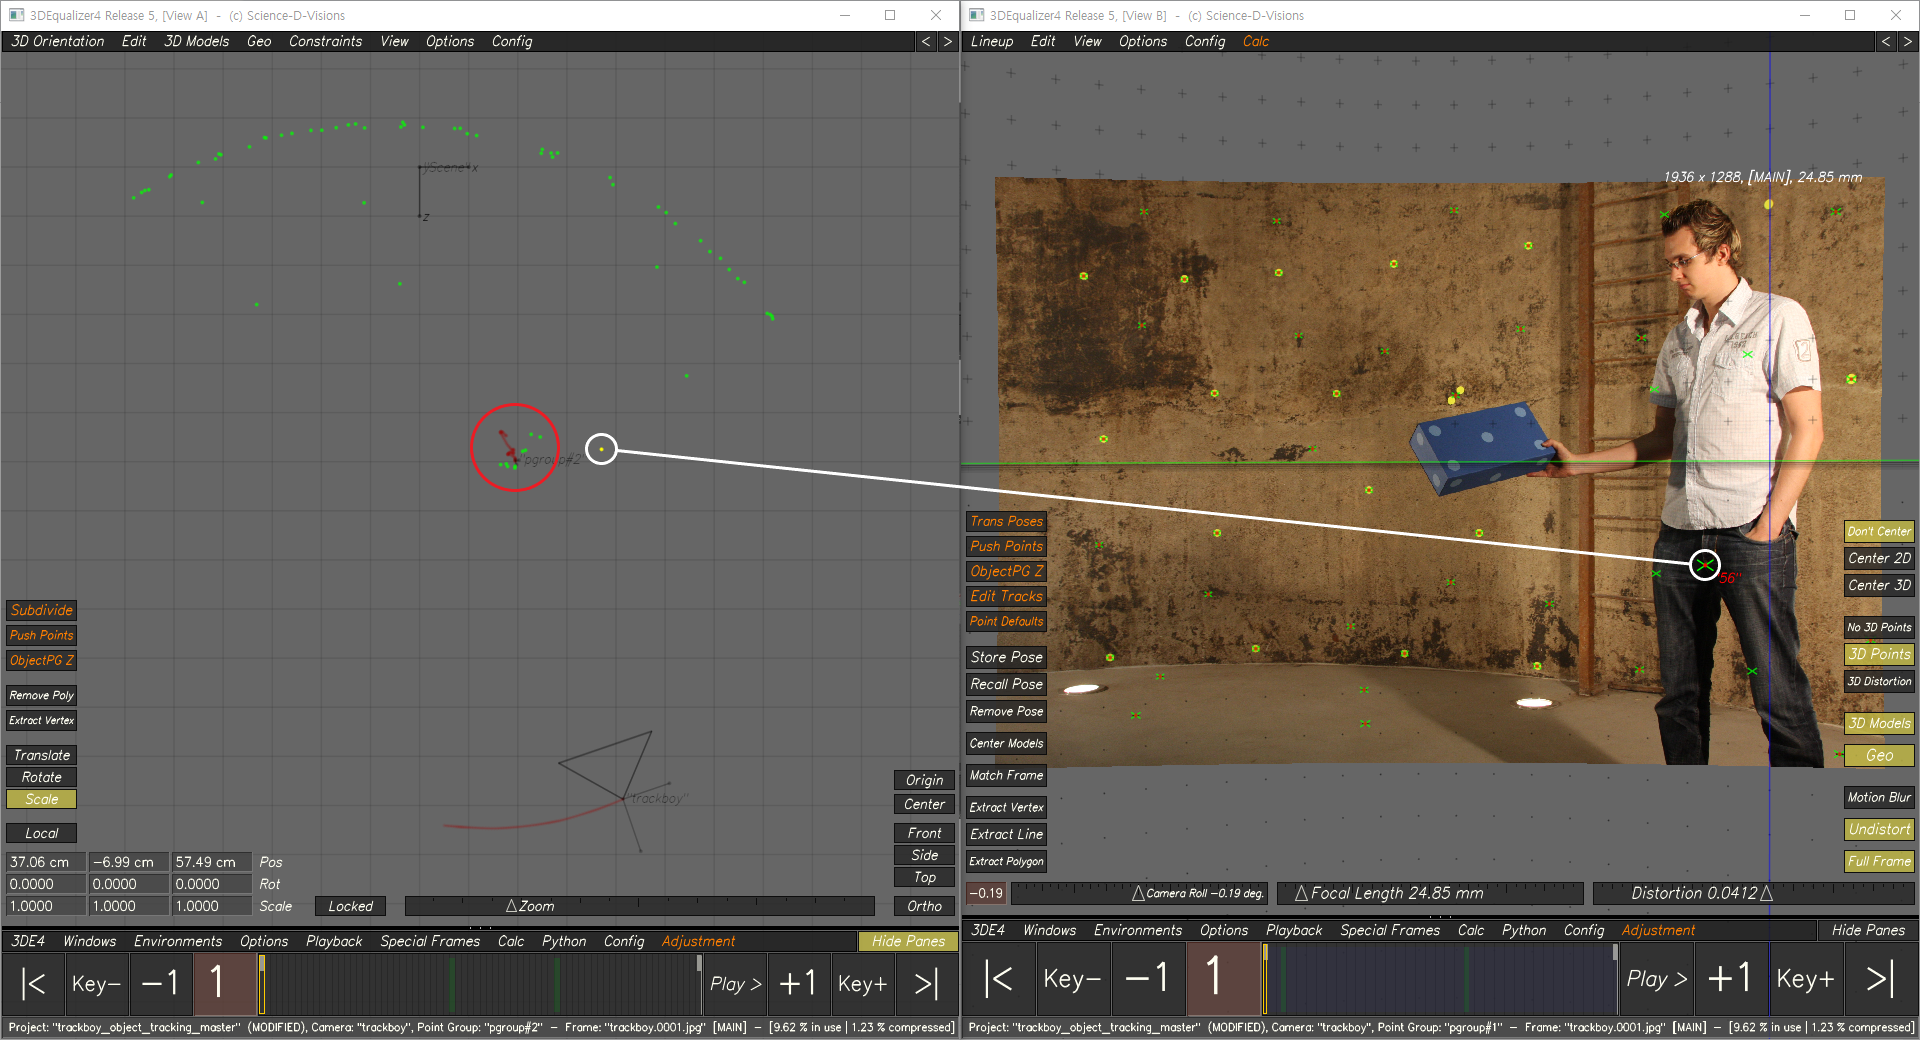 3DEqualizer4 Release 5, [View A]  -  (c) Science-D-Visions
3D Orientation Edit 3D Models Geo Constraints View Options Config < >
"Scene" x
z
"pgroup#2"
"trackboy"
Subdivide
Push Points
ObjectPG Z
Remove Poly
Extract Vertex
Translate
Rotate
Scale
Local
37.06 cm -6.99 cm 57.49 cm Pos
0.0000 0.0000 0.0000 Rot
1.0000 1.0000 1.0000 Scale
Locked
Zoom
Origin
Center
Front
Side
Top
Ortho
3DE4 Windows Environments Options Playback Special Frames Calc Python Config Adjustment Hide Panes
|< Key- -1 1 Play > +1 Key+ >|
Project: "trackboy_object_tracking_master" (MODIFIED), Camera: "trackboy", Point Group: "pgroup#2" - Frame: "trackboy.0001.jpg" [MAIN] - [9.62 % in use | 1.23 % compressed]
3DEqualizer4 Release 5, [View B]  -  (c) Science-D-Visions
Lineup Edit View Options Config Calc < >
1936 x 1288, [MAIN], 24.85 mm
"56"
Trans Poses
Push Points
ObjectPG Z
Edit Tracks
Point Defaults
Store Pose
Recall Pose
Remove Pose
Center Models
Match Frame
Extract Vertex
Extract Line
Extract Polygon
Don't Center
Center 2D
Center 3D
No 3D Points
3D Points
3D Distortion
3D Models
Geo
Motion Blur
Undistort
Full Frame
-0.19 Camera Roll -0.19 deg. Focal Length 24.85 mm Distortion 0.0412
3DE4 Windows Environments Options Playback Special Frames Calc Python Config Adjustment Hide Panes
|< Key- -1 1 Play > +1 Key+ >|
Project: "trackboy_object_tracking_master" (MODIFIED), Camera: "trackboy", Point Group: "pgroup#1" - Frame: "trackboy.0001.jpg" [MAIN] - [9.62 % in use | 1.23 % compressed]